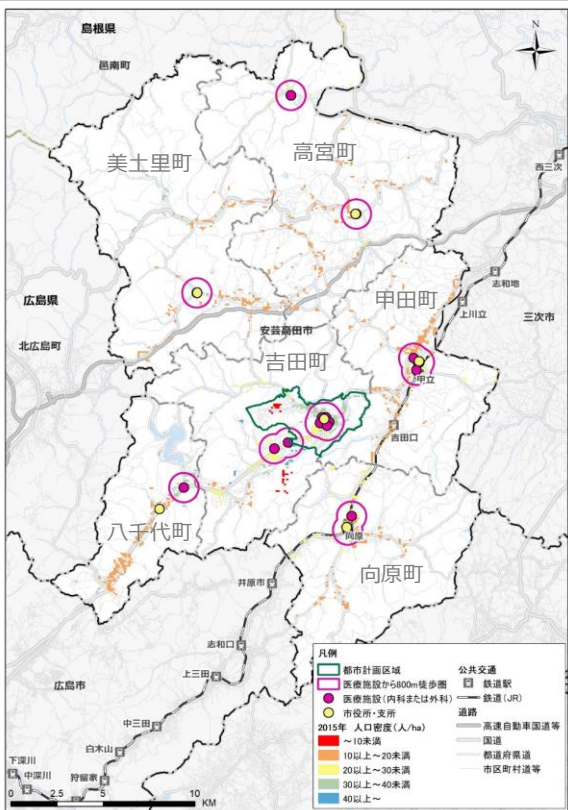 島根県
邑南町
N
美土里町
高宮町
西三次
広島県
北広島町
甲田町
志和地
上川立
三次市
安芸高田市
吉田町
甲立
吉田口
八千代町
向原
向原町
井原市
志和口
広島市
上三田
中三田
白木山
下深川
中深川
狩留家
0 2.5 5 10
KM
凡例
都市計画区域
医療施設から800m徒歩圏
医療施設(内科または外科)
市役所・支所
2015年 人口密度(人/ha)
~10未満
10以上~20未満
20以上~30未満
30以上~40未満
40以上~
公共交通
鉄道駅
鉄道(JR)
道路
高速自動車国道等
国道
都道府県道
市区町村道等